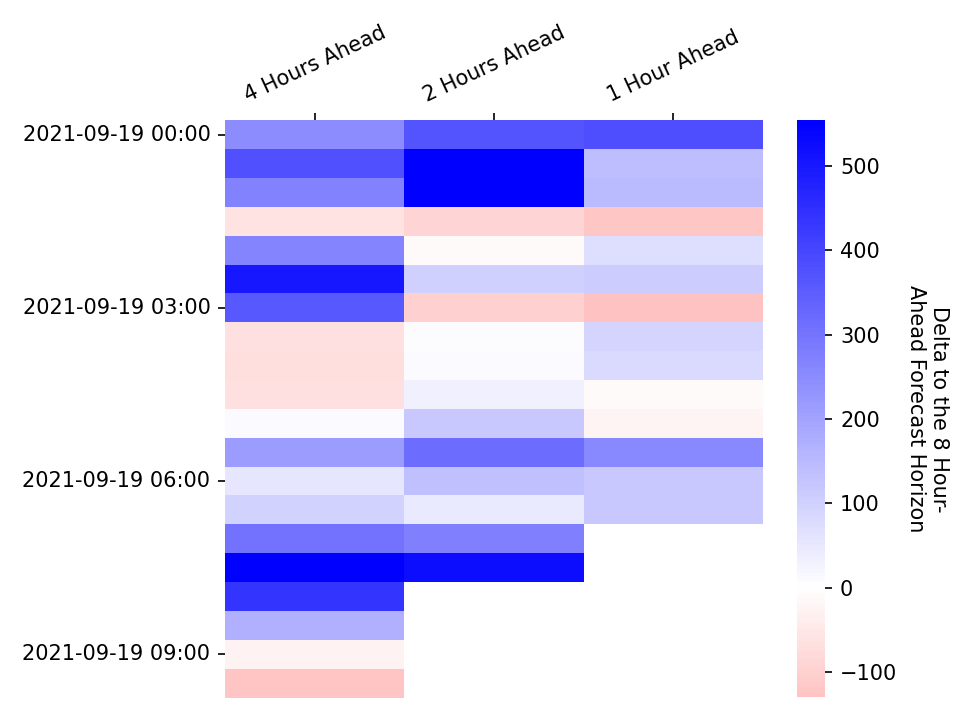 4 Hours Ahead
2 Hours Ahead
1 Hour Ahead
2021-09-19 00:00
2021-09-19 03:00
2021-09-19 06:00
2021-09-19 09:00
500
400
300
200
100
0
−100
Delta to the 8 Hour-
Ahead Forecast Horizon